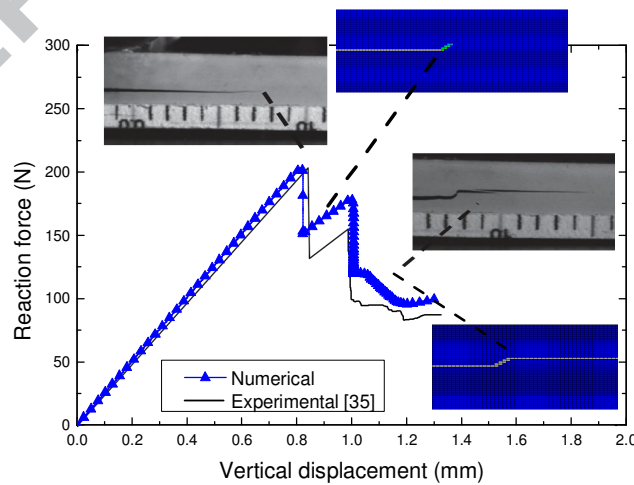 300
250
200
150
100
50
0
Reaction force (N)
Numerical
Experimental [35]
0.0 0.2 0.4 0.6 0.8 1.0 1.2 1.4 1.6 1.8 2.0
Vertical displacement (mm)